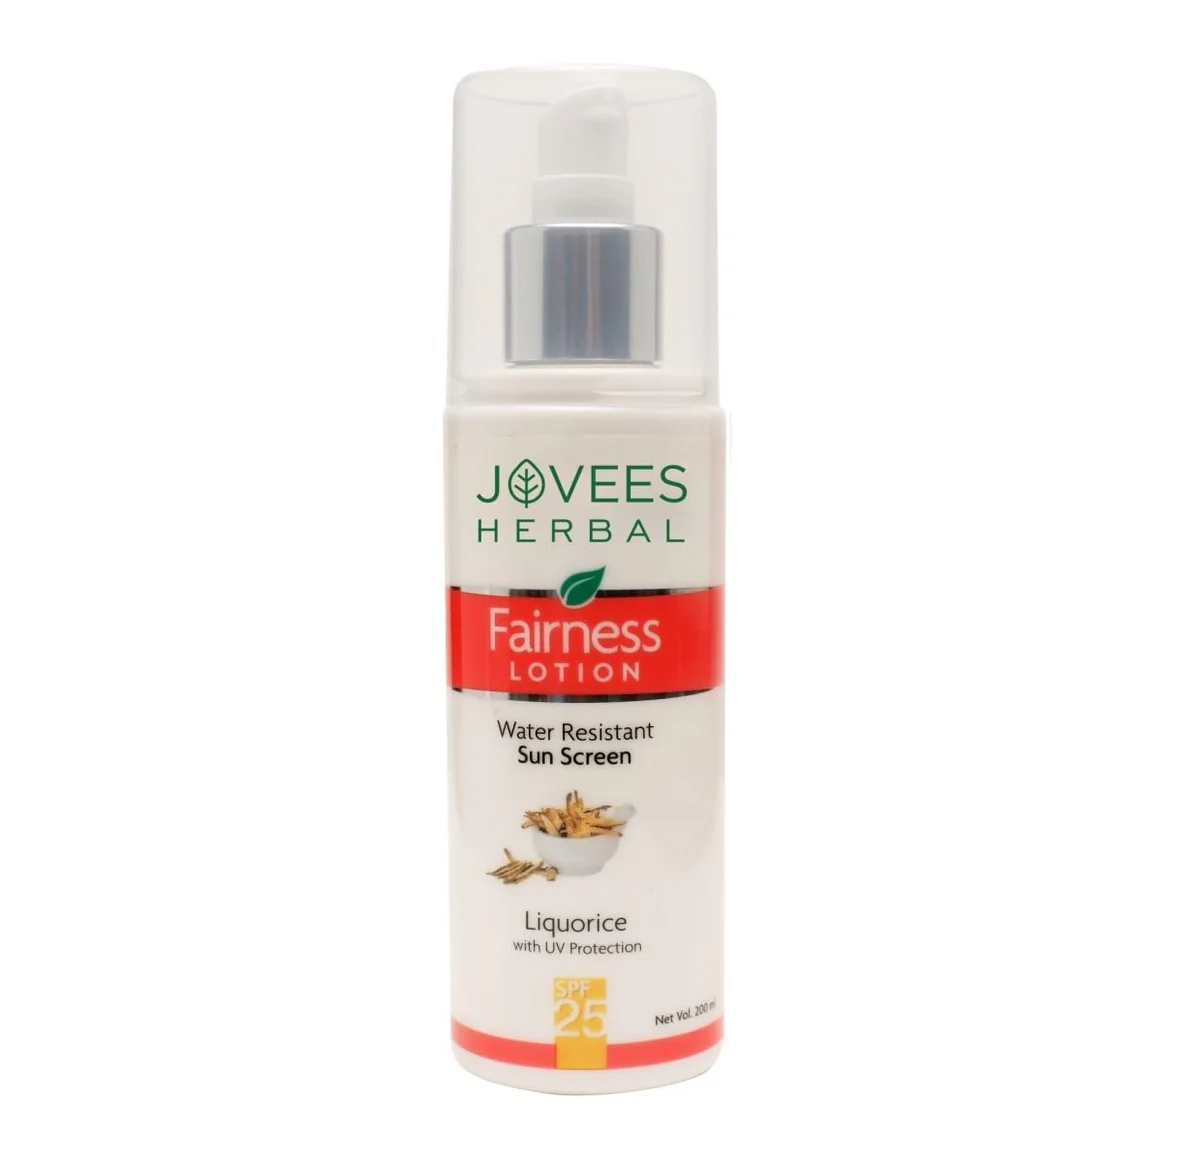 JOVEES
HERBAL
Fairness
LOTION
Water Resistant
Sun Screen
Liquorice
with UV Protection
SPF
25
Net Vol. 200 ml